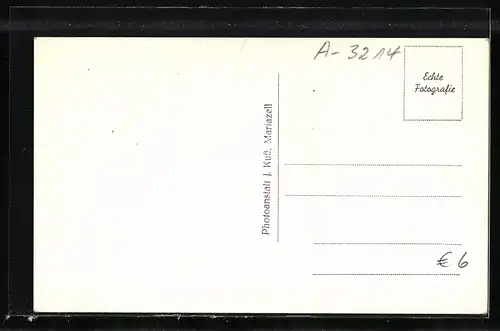 A-3214
Echte
Fotografie
Photoanstalt J. Kuß, Mariazell
€ 6